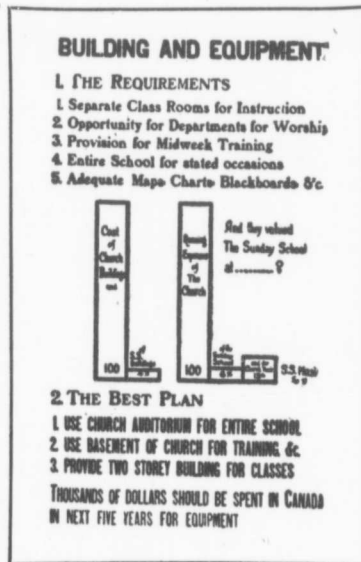 BUILDING AND EQUIPMENT
1. THE REQUIREMENTS
1. Separate Class Rooms for Instruction
2. Opportunity for Departments for Worship
3. Provision for Midweek Training
4. Entire School for stated occasions
5. Adequate Maps Charts Blackboards &c.
Cost
of
Church
Buildings
100
Running
Expenses
of
The
Church
100
And they valued
The Sunday School
at ........ ?
S.S.
2. THE BEST PLAN
1. USE CHURCH AUDITORIUM FOR ENTIRE SCHOOL
2. USE BASEMENT OF CHURCH FOR TRAINING &c.
3. PROVIDE TWO STOREY BUILDING FOR CLASSES
THOUSANDS OF DOLLARS SHOULD BE SPENT IN CANADA
IN NEXT FIVE YEARS FOR EQUIPMENT